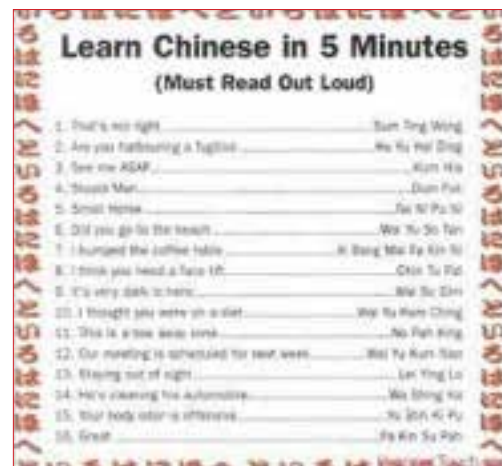 Learn Chinese in 5 Minutes
(Must Read Out Loud)
1. That's not right Sum Ting Wong
2. Are you harbouring a fugitive Hu Yu Hai Ding
3. See me ASAP Kum Hia
4. Stupid Man Dum Fuk
5. Small Horse Tai Ni Po Ni
6. Did you go to the beach Wai Yu So Tan
7. I bumped the coffee table Ai Bang Mai Fa Kin Ni
8. I think you need a face lift Chin Tu Fat
9. It's very dark in here Wai So Dim
10. I thought you were on a diet Wai Yu Mun Ching
11. This is a tow away zone No Pah King
12. Our meeting is scheduled for next week Wai Yu Kum Nao
13. Staying out of sight Lei Ying Lo
14. He's cleaning his automobile Wa Shing Ka
15. Your body odor is offensive Yu Stin Ki Pu
16. Great Fa Kin Su Pah